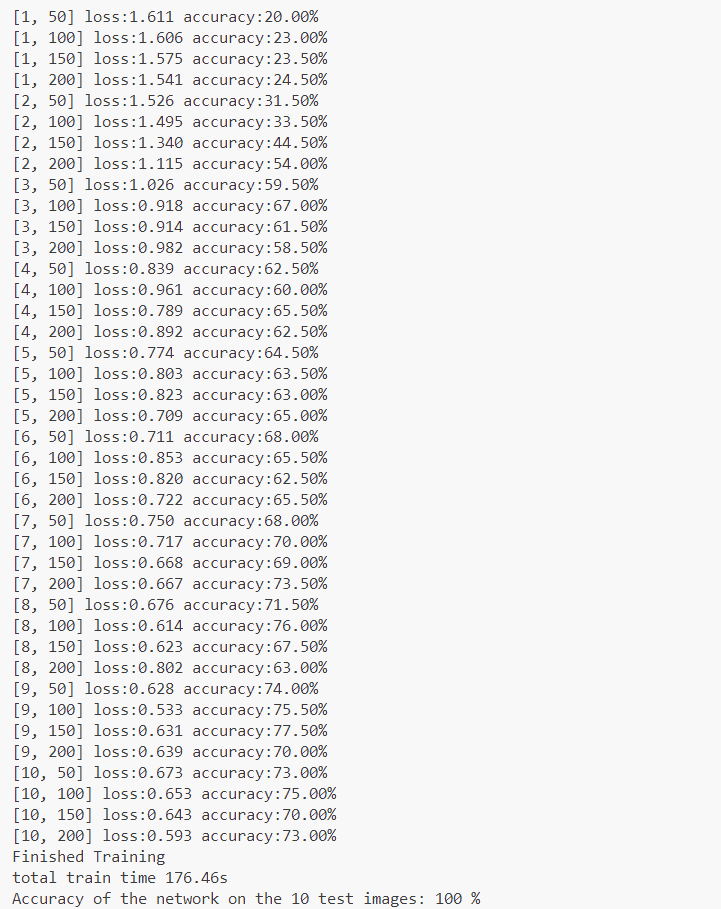 [1, 50] loss:1.611 accuracy:20.00%
[1, 100] loss:1.606 accuracy:23.00%
[1, 150] loss:1.575 accuracy:23.50%
[1, 200] loss:1.541 accuracy:24.50%
[2, 50] loss:1.526 accuracy:31.50%
[2, 100] loss:1.495 accuracy:33.50%
[2, 150] loss:1.340 accuracy:44.50%
[2, 200] loss:1.115 accuracy:54.00%
[3, 50] loss:1.026 accuracy:59.50%
[3, 100] loss:0.918 accuracy:67.00%
[3, 150] loss:0.914 accuracy:61.50%
[3, 200] loss:0.982 accuracy:58.50%
[4, 50] loss:0.839 accuracy:62.50%
[4, 100] loss:0.961 accuracy:60.00%
[4, 150] loss:0.789 accuracy:65.50%
[4, 200] loss:0.892 accuracy:62.50%
[5, 50] loss:0.774 accuracy:64.50%
[5, 100] loss:0.803 accuracy:63.50%
[5, 150] loss:0.823 accuracy:63.00%
[5, 200] loss:0.709 accuracy:65.00%
[6, 50] loss:0.711 accuracy:68.00%
[6, 100] loss:0.853 accuracy:65.50%
[6, 150] loss:0.820 accuracy:62.50%
[6, 200] loss:0.722 accuracy:65.50%
[7, 50] loss:0.750 accuracy:68.00%
[7, 100] loss:0.717 accuracy:70.00%
[7, 150] loss:0.668 accuracy:69.00%
[7, 200] loss:0.667 accuracy:73.50%
[8, 50] loss:0.676 accuracy:71.50%
[8, 100] loss:0.614 accuracy:76.00%
[8, 150] loss:0.623 accuracy:67.50%
[8, 200] loss:0.802 accuracy:63.00%
[9, 50] loss:0.628 accuracy:74.00%
[9, 100] loss:0.533 accuracy:75.50%
[9, 150] loss:0.631 accuracy:77.50%
[9, 200] loss:0.639 accuracy:70.00%
[10, 50] loss:0.673 accuracy:73.00%
[10, 100] loss:0.653 accuracy:75.00%
[10, 150] loss:0.643 accuracy:70.00%
[10, 200] loss:0.593 accuracy:73.00%
Finished Training
total train time 176.46s
Accuracy of the network on the 10 test images: 100 %